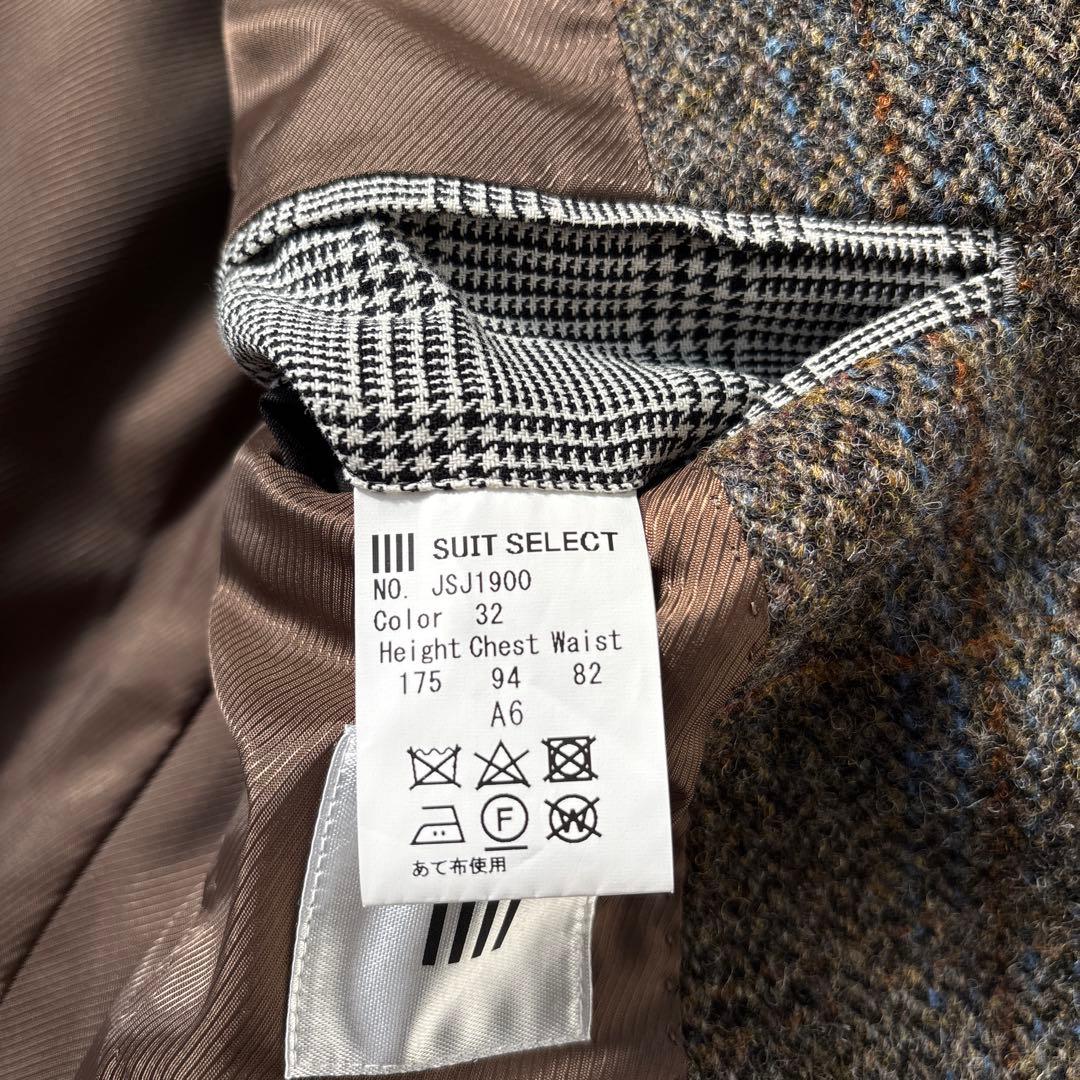 SUIT SELECT
NO. JSJ1900
Color 32
Height Chest Waist
175 94 82
A6
F
W
あて布使用